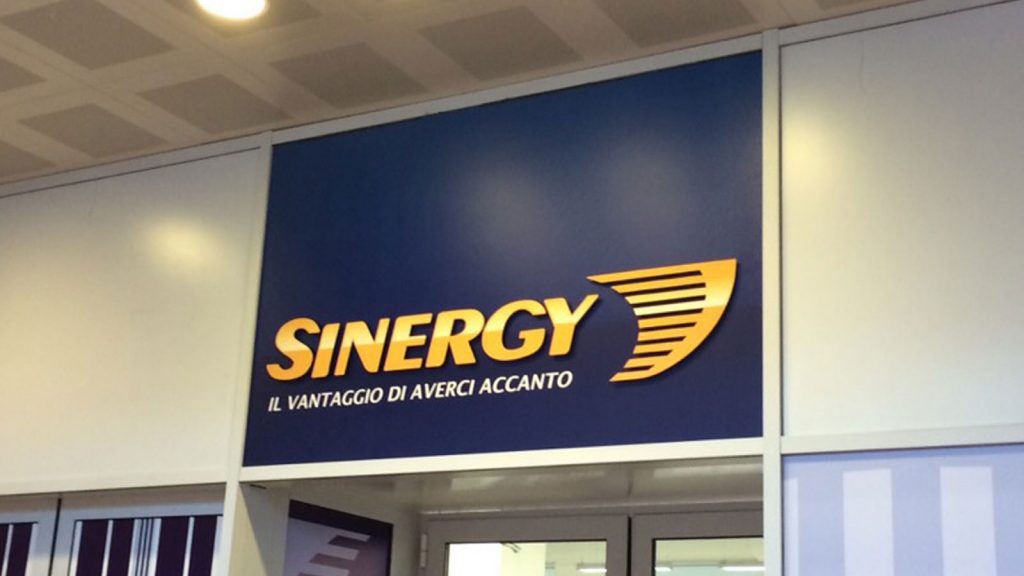 SINERGY
IL VANTAGGIO DI AVERCI ACCANTO